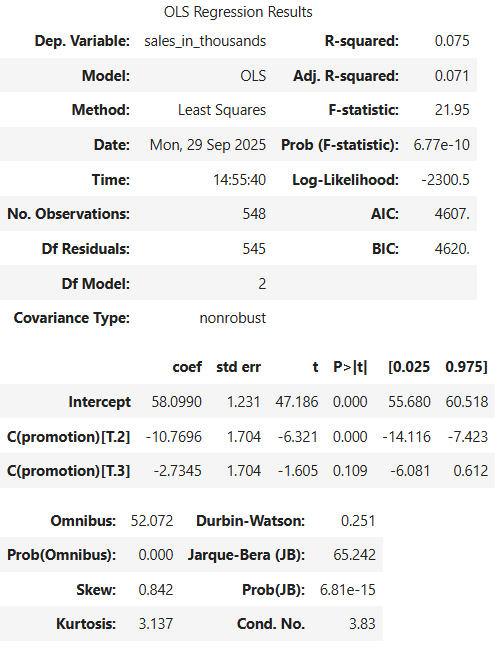 OLS Regression Results
Dep. Variable: sales_in_thousands R-squared: 0.075
Model: OLS Adj. R-squared: 0.071
Method: Least Squares F-statistic: 21.95
Date: Mon, 29 Sep 2025 Prob (F-statistic): 6.77e-10
Time: 14:55:40 Log-Likelihood: -2300.5
No. Observations: 548 AIC: 4607.
Df Residuals: 545 BIC: 4620.
Df Model: 2
Covariance Type: nonrobust
coef std err t P>|t| [0.025 0.975]
Intercept 58.0990 1.231 47.186 0.000 55.680 60.518
C(promotion)[T.2] -10.7696 1.704 -6.321 0.000 -14.116 -7.423
C(promotion)[T.3] -2.7345 1.704 -1.605 0.109 -6.081 0.612
Omnibus: 52.072 Durbin-Watson: 0.251
Prob(Omnibus): 0.000 Jarque-Bera (JB): 65.242
Skew: 0.842 Prob(JB): 6.81e-15
Kurtosis: 3.137 Cond. No. 3.83